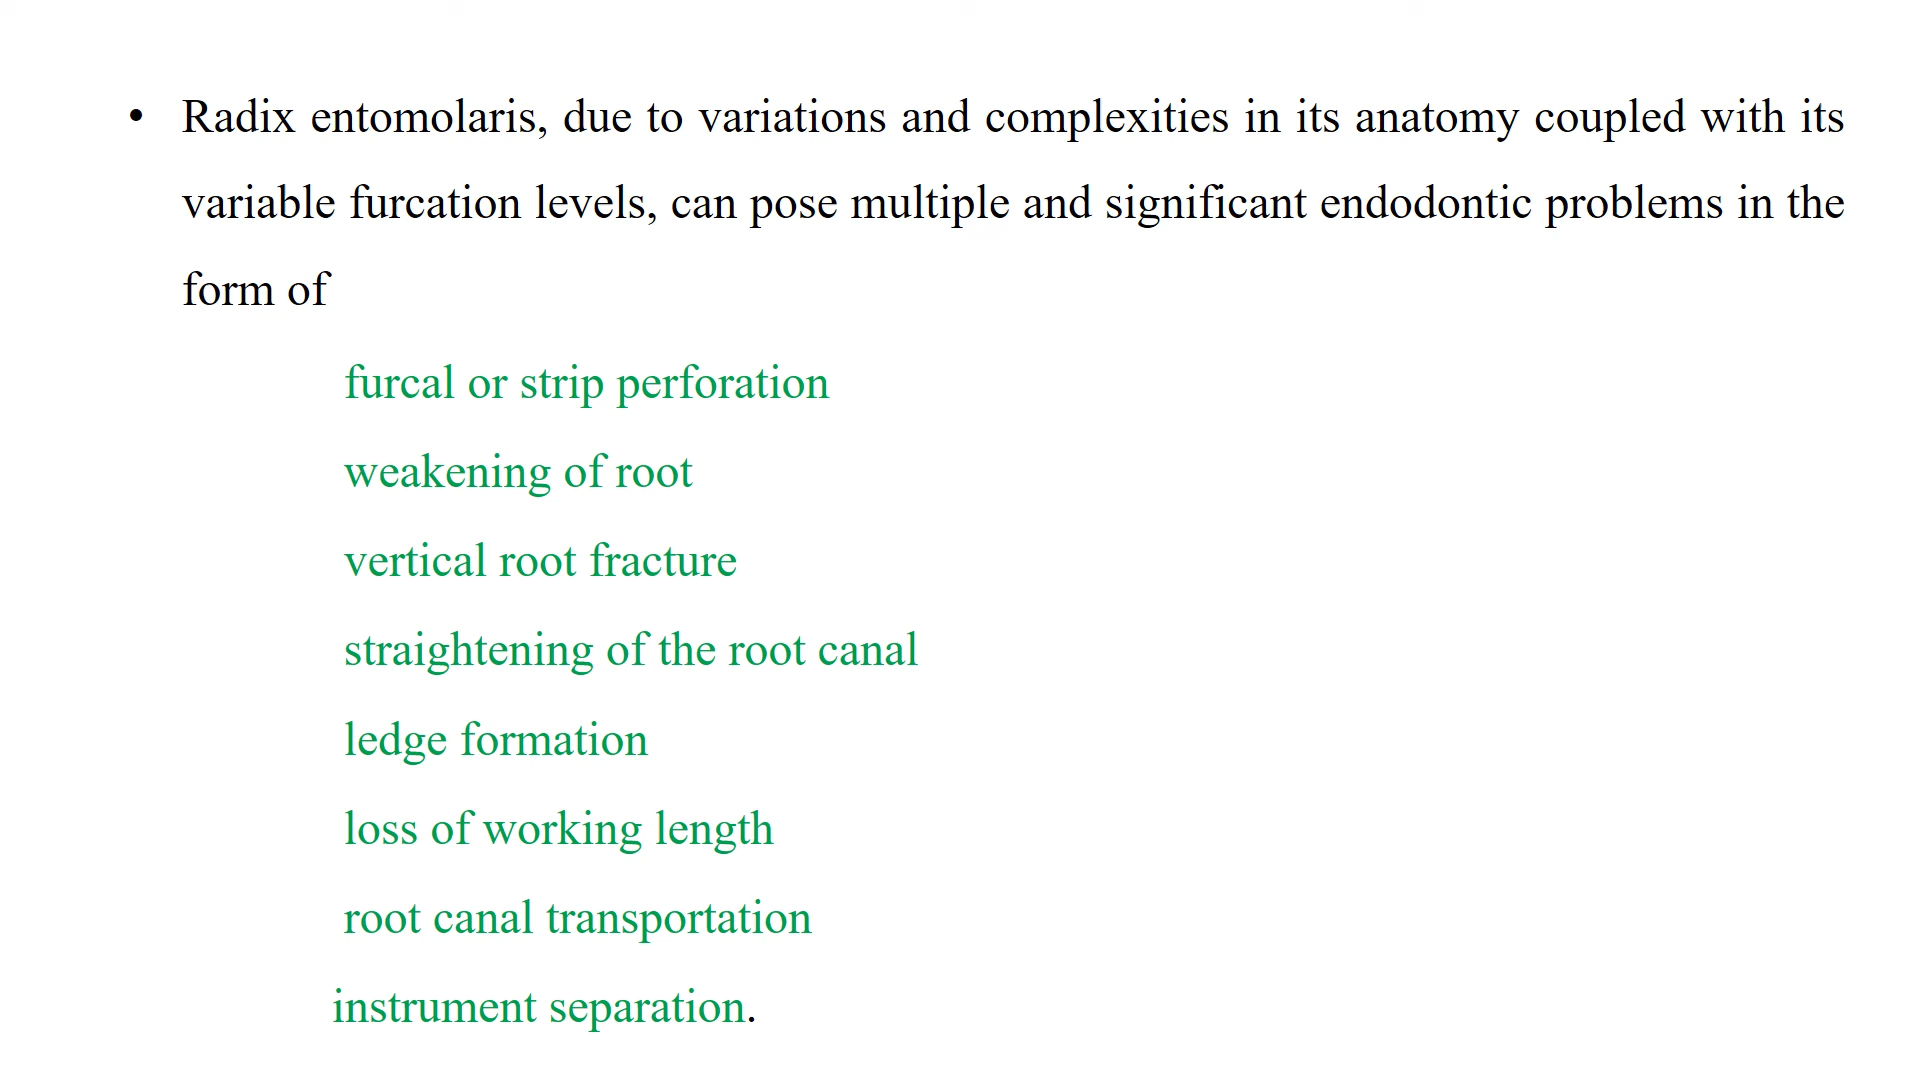 • Radix entomolaris, due to variations and complexities in its anatomy coupled with its
variable furcation levels, can pose multiple and significant endodontic problems in the
form of
furcal or strip perforation
weakening of root
vertical root fracture
straightening of the root canal
ledge formation
loss of working length
root canal transportation
instrument separation.